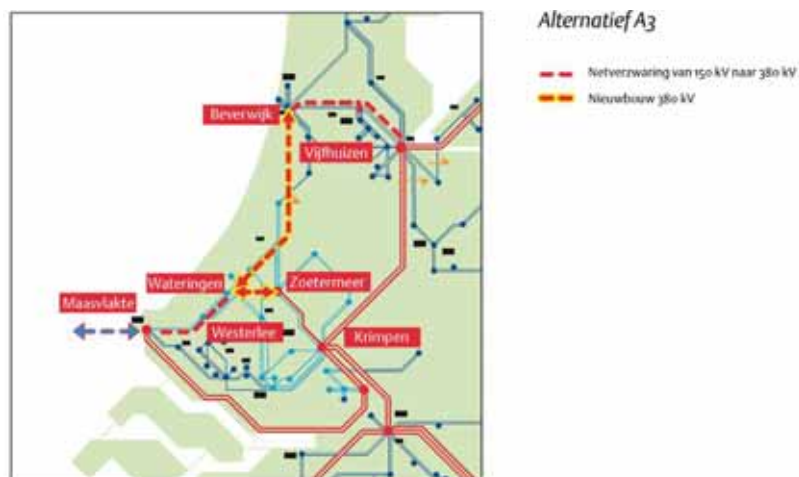 Alternatief A3
Netverzwaring van 150 kV naar 380 kV
Nieuwbouw 380 kV
Beverwijk
Vijfhuizen
Wateringen
Zoetermeer
Maasvlakte
Westerlee
Krimpen